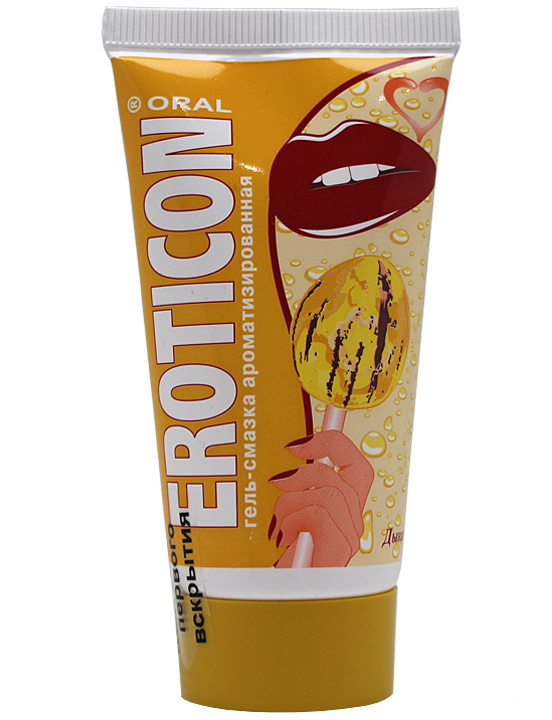 ® ORAL
EROTICON
гель-смазка ароматизированная
первого
вскрытия